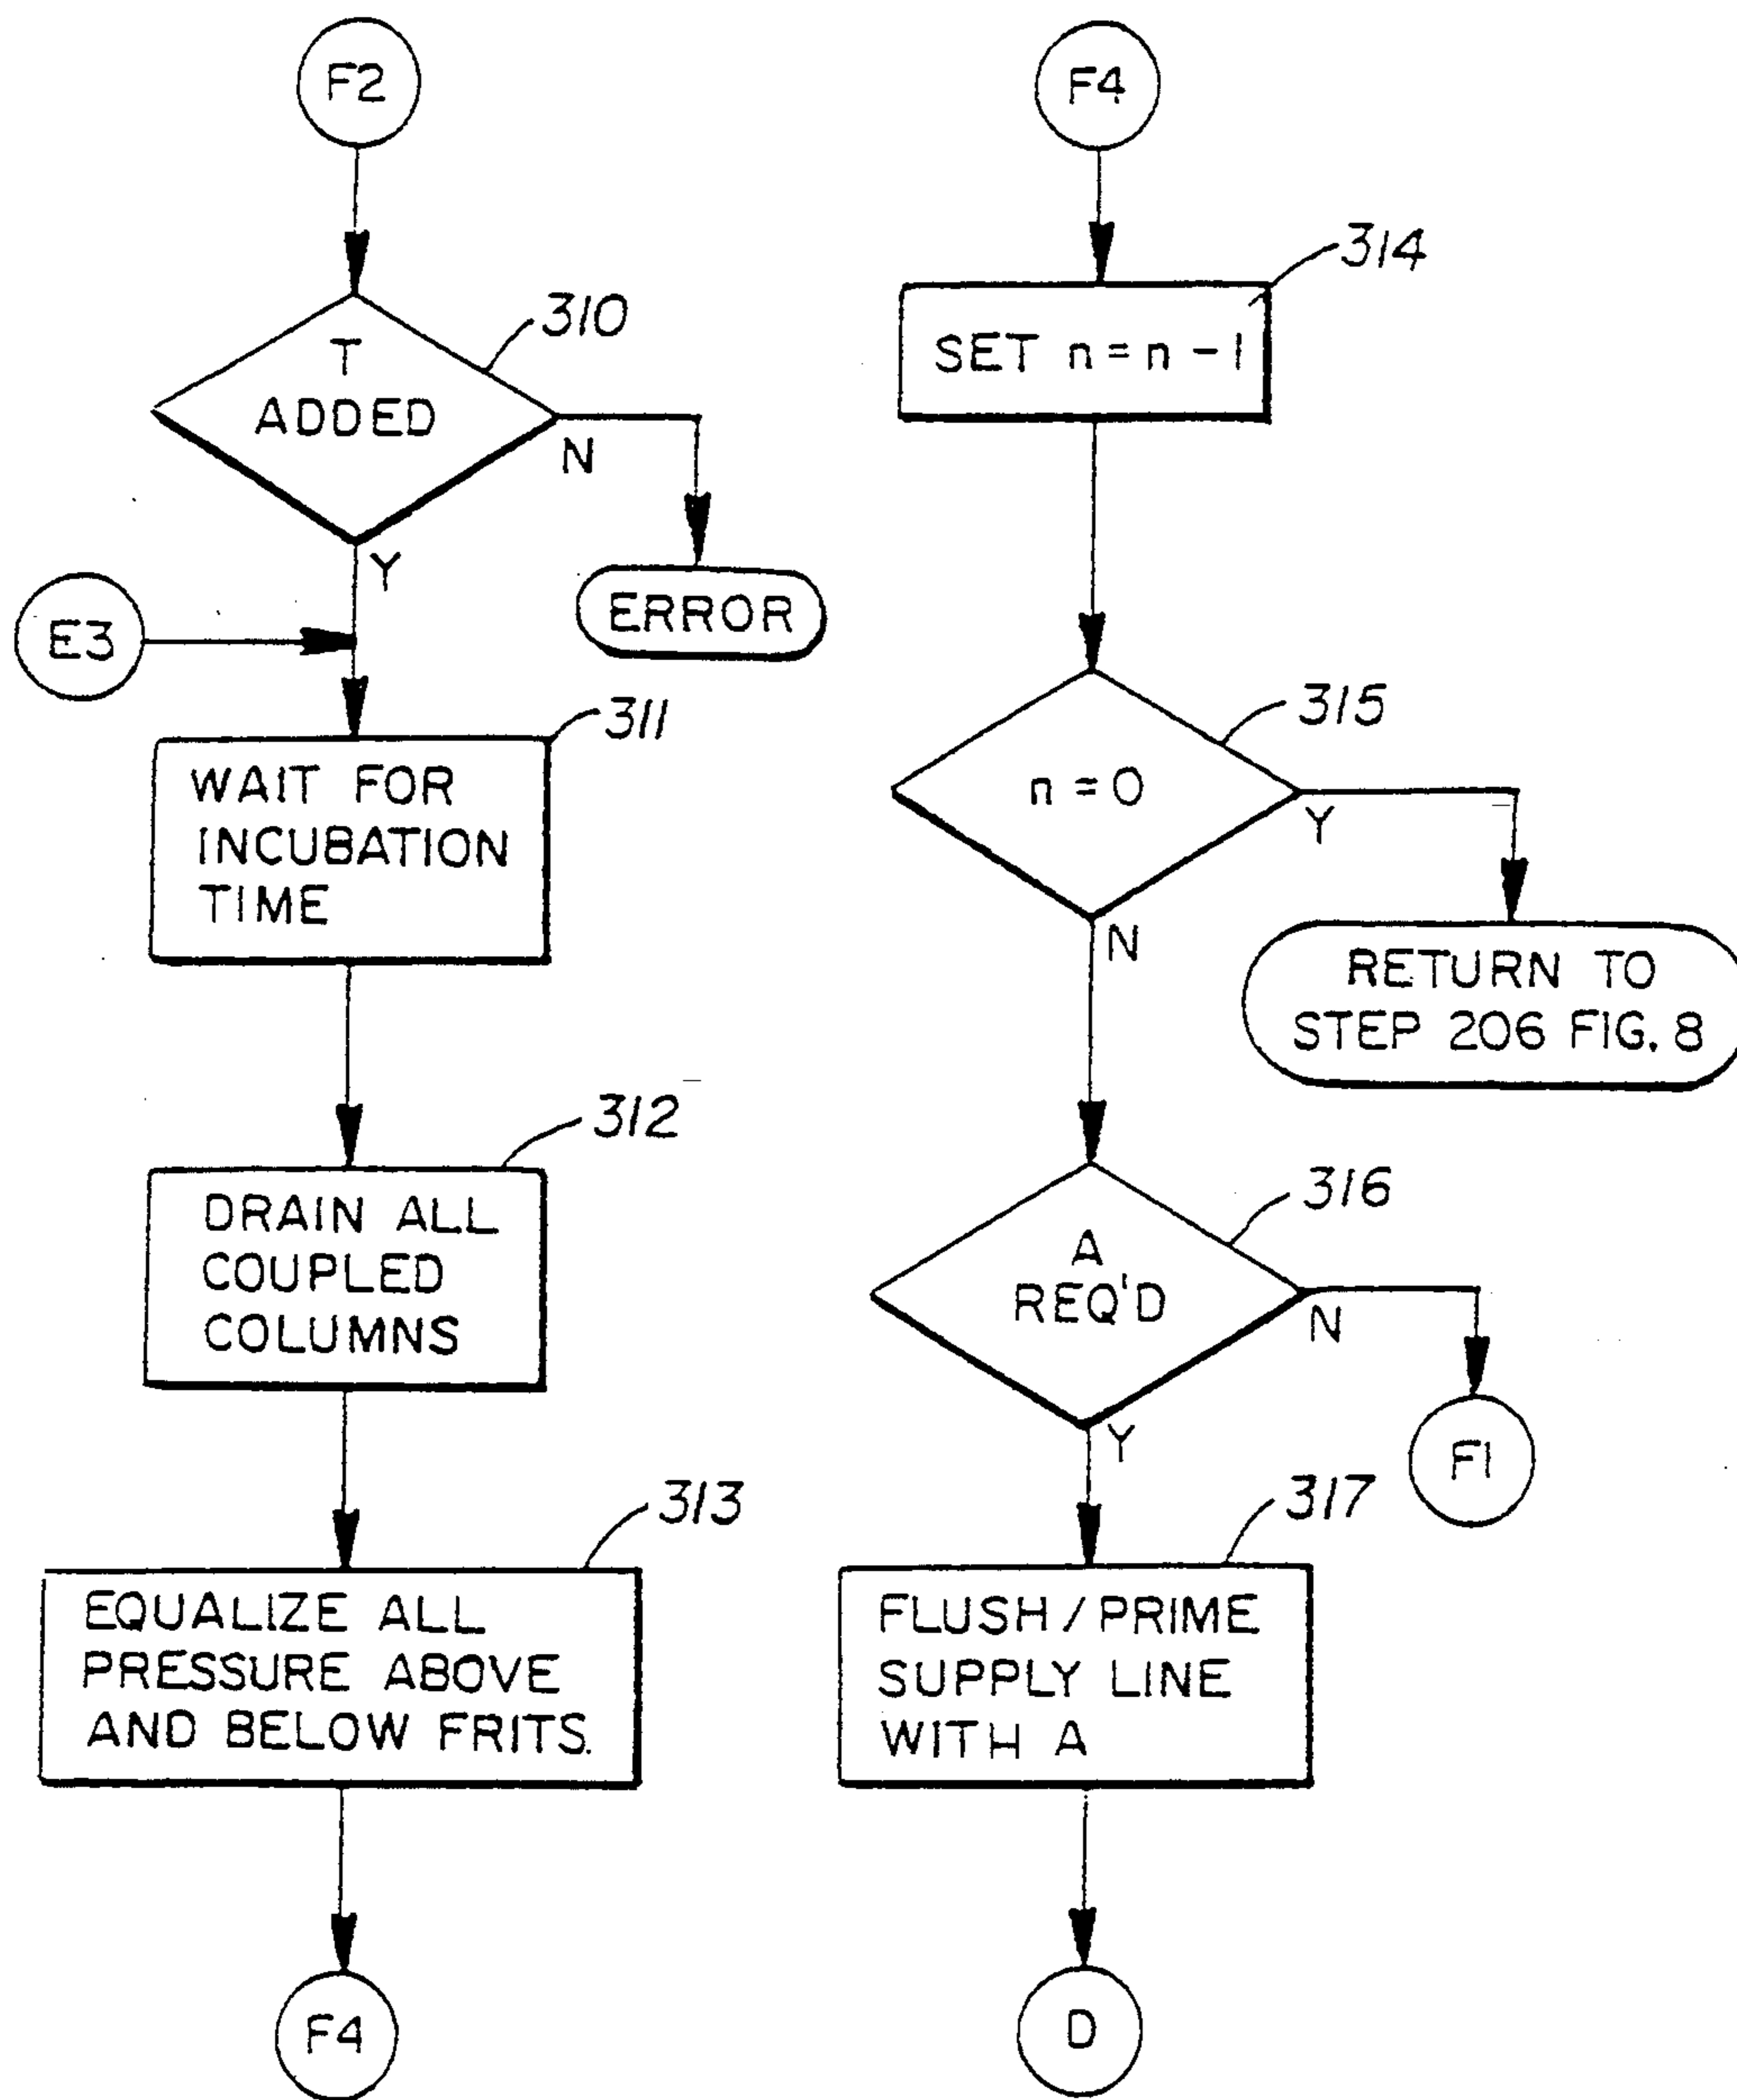 F2
310
T
ADDED
N
Y
ERROR
E3
311
WAIT FOR
INCUBATION
TIME
312
DRAIN ALL
COUPLED
COLUMNS
313
EQUALIZE ALL
PRESSURE ABOVE
AND BELOW FRITS.
F4
F4
314
SET n = n - 1
315
n = 0
Y
N
RETURN TO
STEP 206 FIG. 8
316
A
REQ'D
N
Y
F1
317
FLUSH / PRIME
SUPPLY LINE
WITH A
D